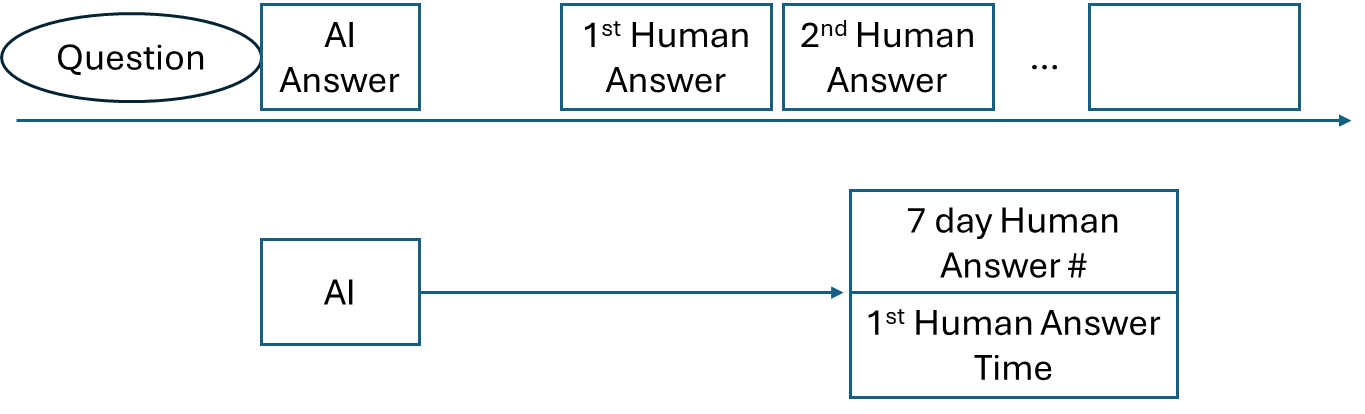 Question
AI
Answer
1st Human
Answer
2nd Human
Answer
...
AI
7 day Human
Answer #
1st Human Answer
Time